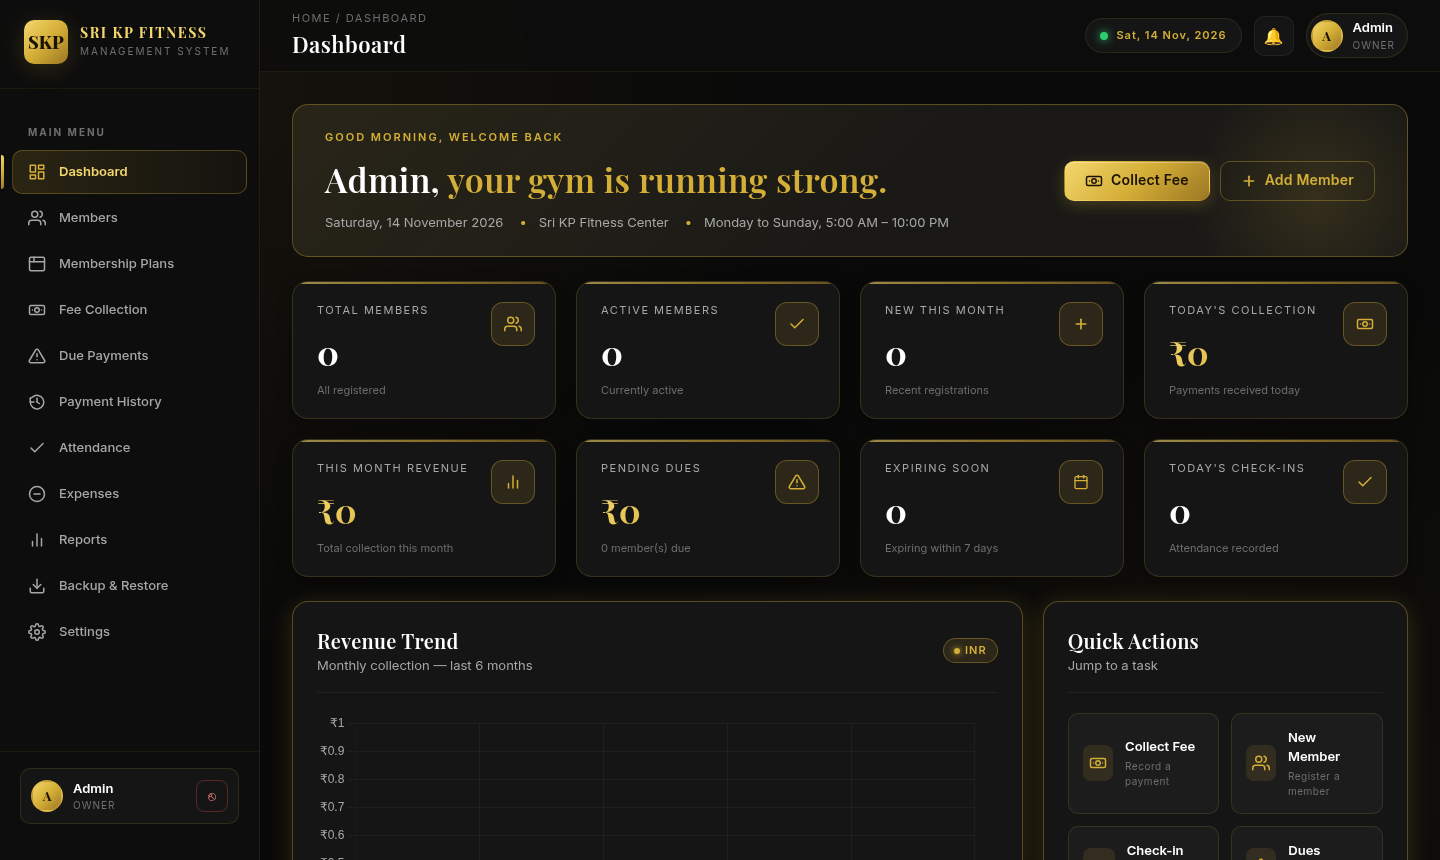 SKP
SRI KP FITNESS
MANAGEMENT SYSTEM
MAIN MENU
Dashboard
Members
Membership Plans
Fee Collection
Due Payments
Payment History
Attendance
Expenses
Reports
Backup & Restore
Settings
A
Admin
OWNER
HOME / DASHBOARD
Dashboard
Sat, 14 Nov, 2026
A
Admin
OWNER
GOOD MORNING, WELCOME BACK
Admin, your gym is running strong.
Saturday, 14 November 2026 • Sri KP Fitness Center • Monday to Sunday, 5:00 AM – 10:00 PM
Collect Fee
Add Member
TOTAL MEMBERS
0
All registered
ACTIVE MEMBERS
0
Currently active
NEW THIS MONTH
0
Recent registrations
TODAY'S COLLECTION
₹0
Payments received today
THIS MONTH REVENUE
₹0
Total collection this month
PENDING DUES
₹0
0 member(s) due
EXPIRING SOON
0
Expiring within 7 days
TODAY'S CHECK-INS
0
Attendance recorded
Revenue Trend
Monthly collection — last 6 months
INR
₹1
₹0.9
₹0.8
₹0.7
₹0.6
Quick Actions
Jump to a task
Collect Fee
Record a
payment
New
Member
Register a
member
Check-in
Dues